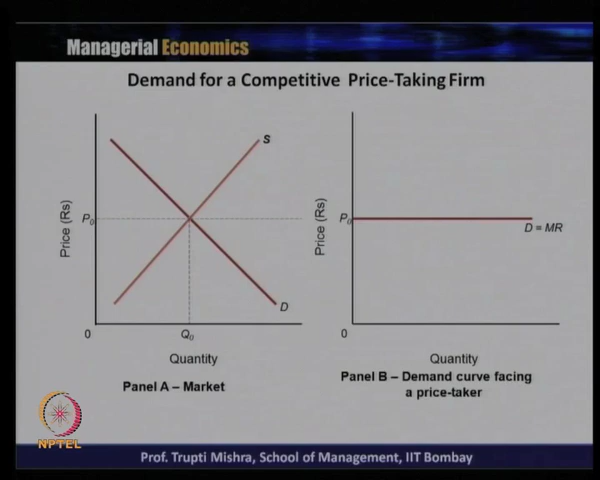 Managerial Economics
Demand for a Competitive Price-Taking Firm
S
Price (Rs)
P₀
D
0
Q₀
Quantity
Panel A – Market
Price (Rs)
P₀
D = MR
0
Quantity
Panel B – Demand curve facing
a price-taker
NPTEL
Prof. Trupti Mishra, School of Management, IIT Bombay